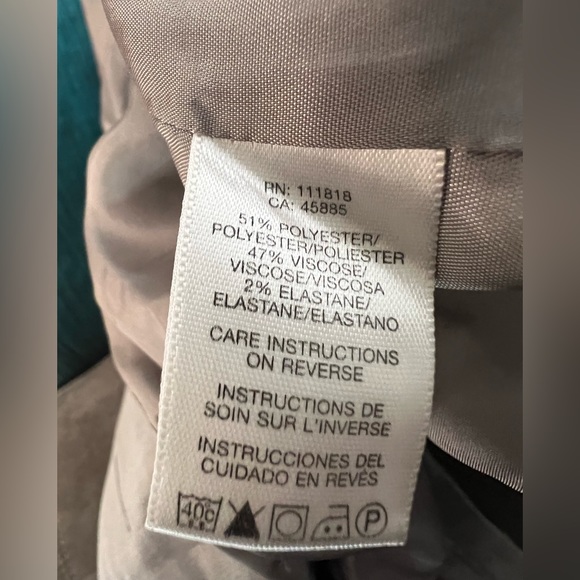 RN: 111818
CA: 45885
51% POLYESTER/
POLYESTER/POLIESTER
47% VISCOSE/
VISCOSE/VISCOSA
2% ELASTANE/
ELASTANE/ELASTANO
CARE INSTRUCTIONS
ON REVERSE
INSTRUCTIONS DE
SOIN SUR L'INVERSE
INSTRUCCIONES DEL
CUIDADO EN REVÉS
40c P